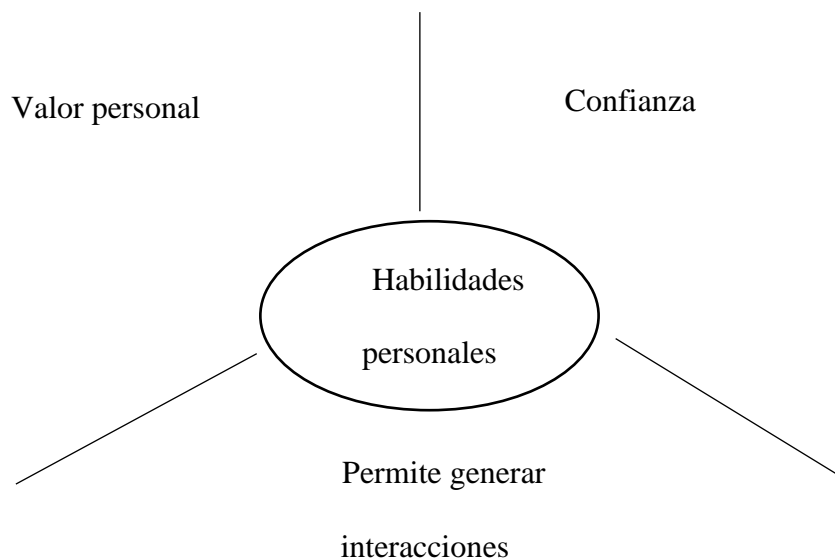 Valor personal
Confianza
Habilidades
personales
Permite generar
interacciones